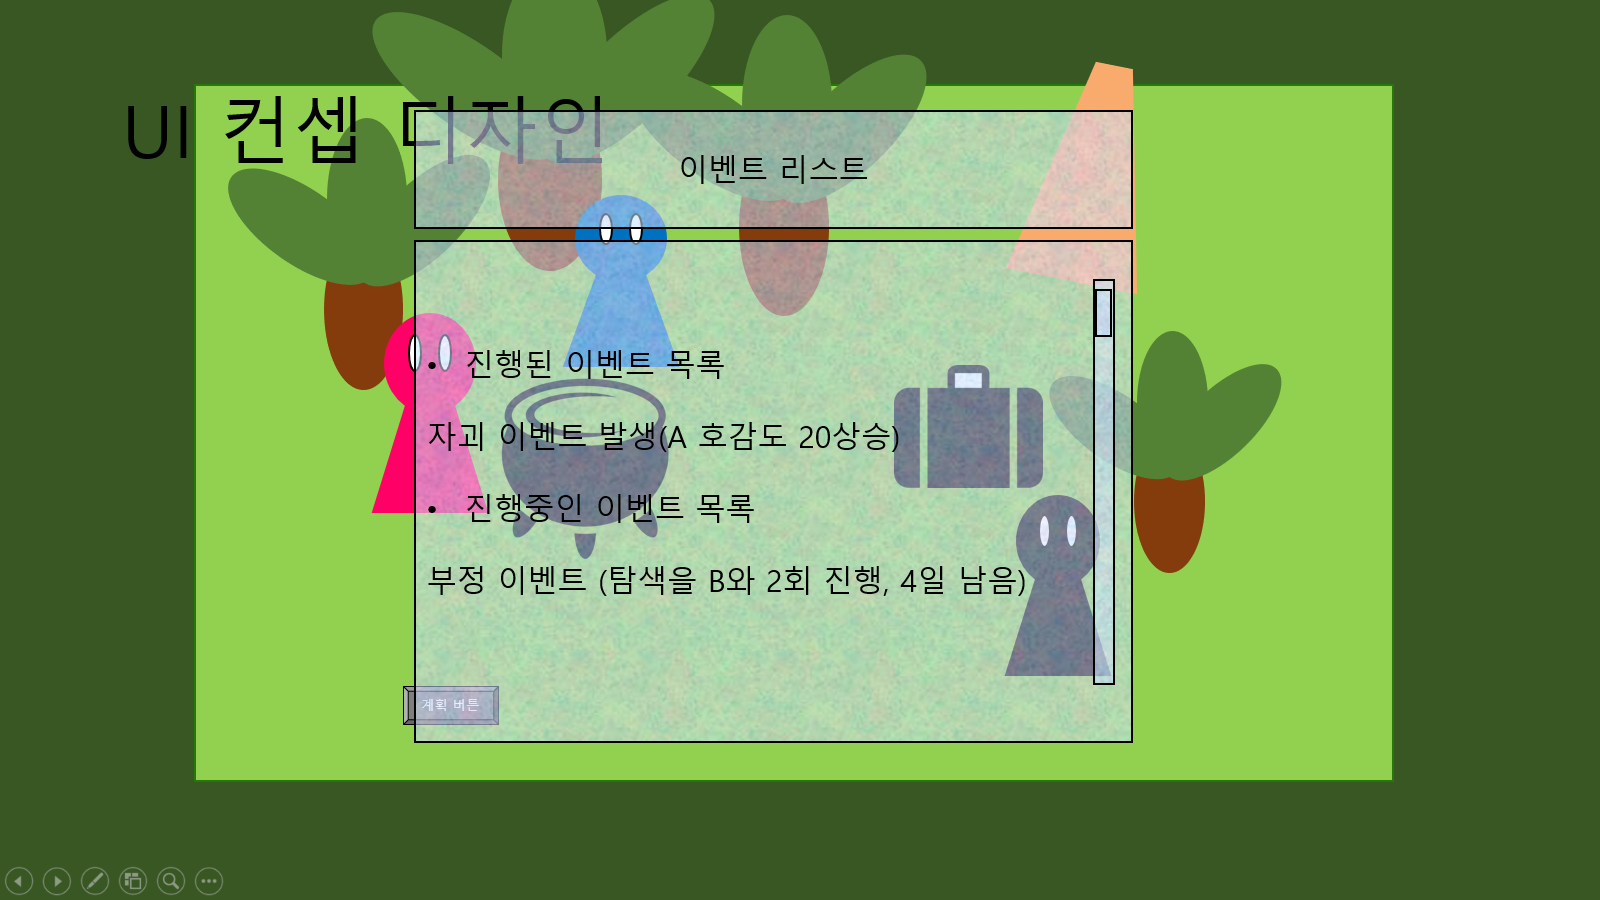 UI 컨셉 디자인
이벤트 리스트
• 진행된 이벤트 목록
자괴 이벤트 발생(A 호감도 20상승)
• 진행중인 이벤트 목록
부정 이벤트 (탐색을 B와 2회 진행, 4일 남음)
계획 버튼